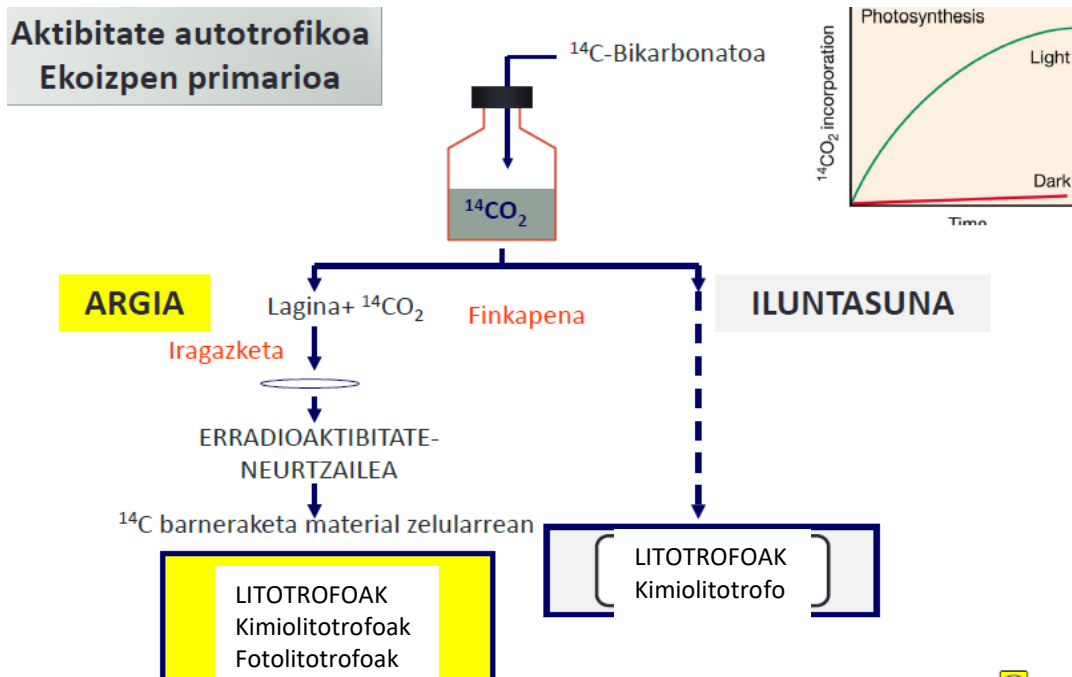 Aktibitate autotrofikoa
Ekoizpen primarioa
¹⁴C-Bikarbonatoa
¹⁴CO₂
Photosynthesis
Light
Dark
¹⁴CO₂ incorporation
Time
ARGIA
Lagina+ ¹⁴CO₂
Finkapena
ILUNTASUNA
Iragazketa
ERRADIOAKTIBITATE-
NEURTZAILEA
¹⁴C barneraketa material zelularrean
LITOTROFOAK
Kimiolitotrofoak
Fotolitotrofoak
LITOTROFOAK
Kimiolitotrofo